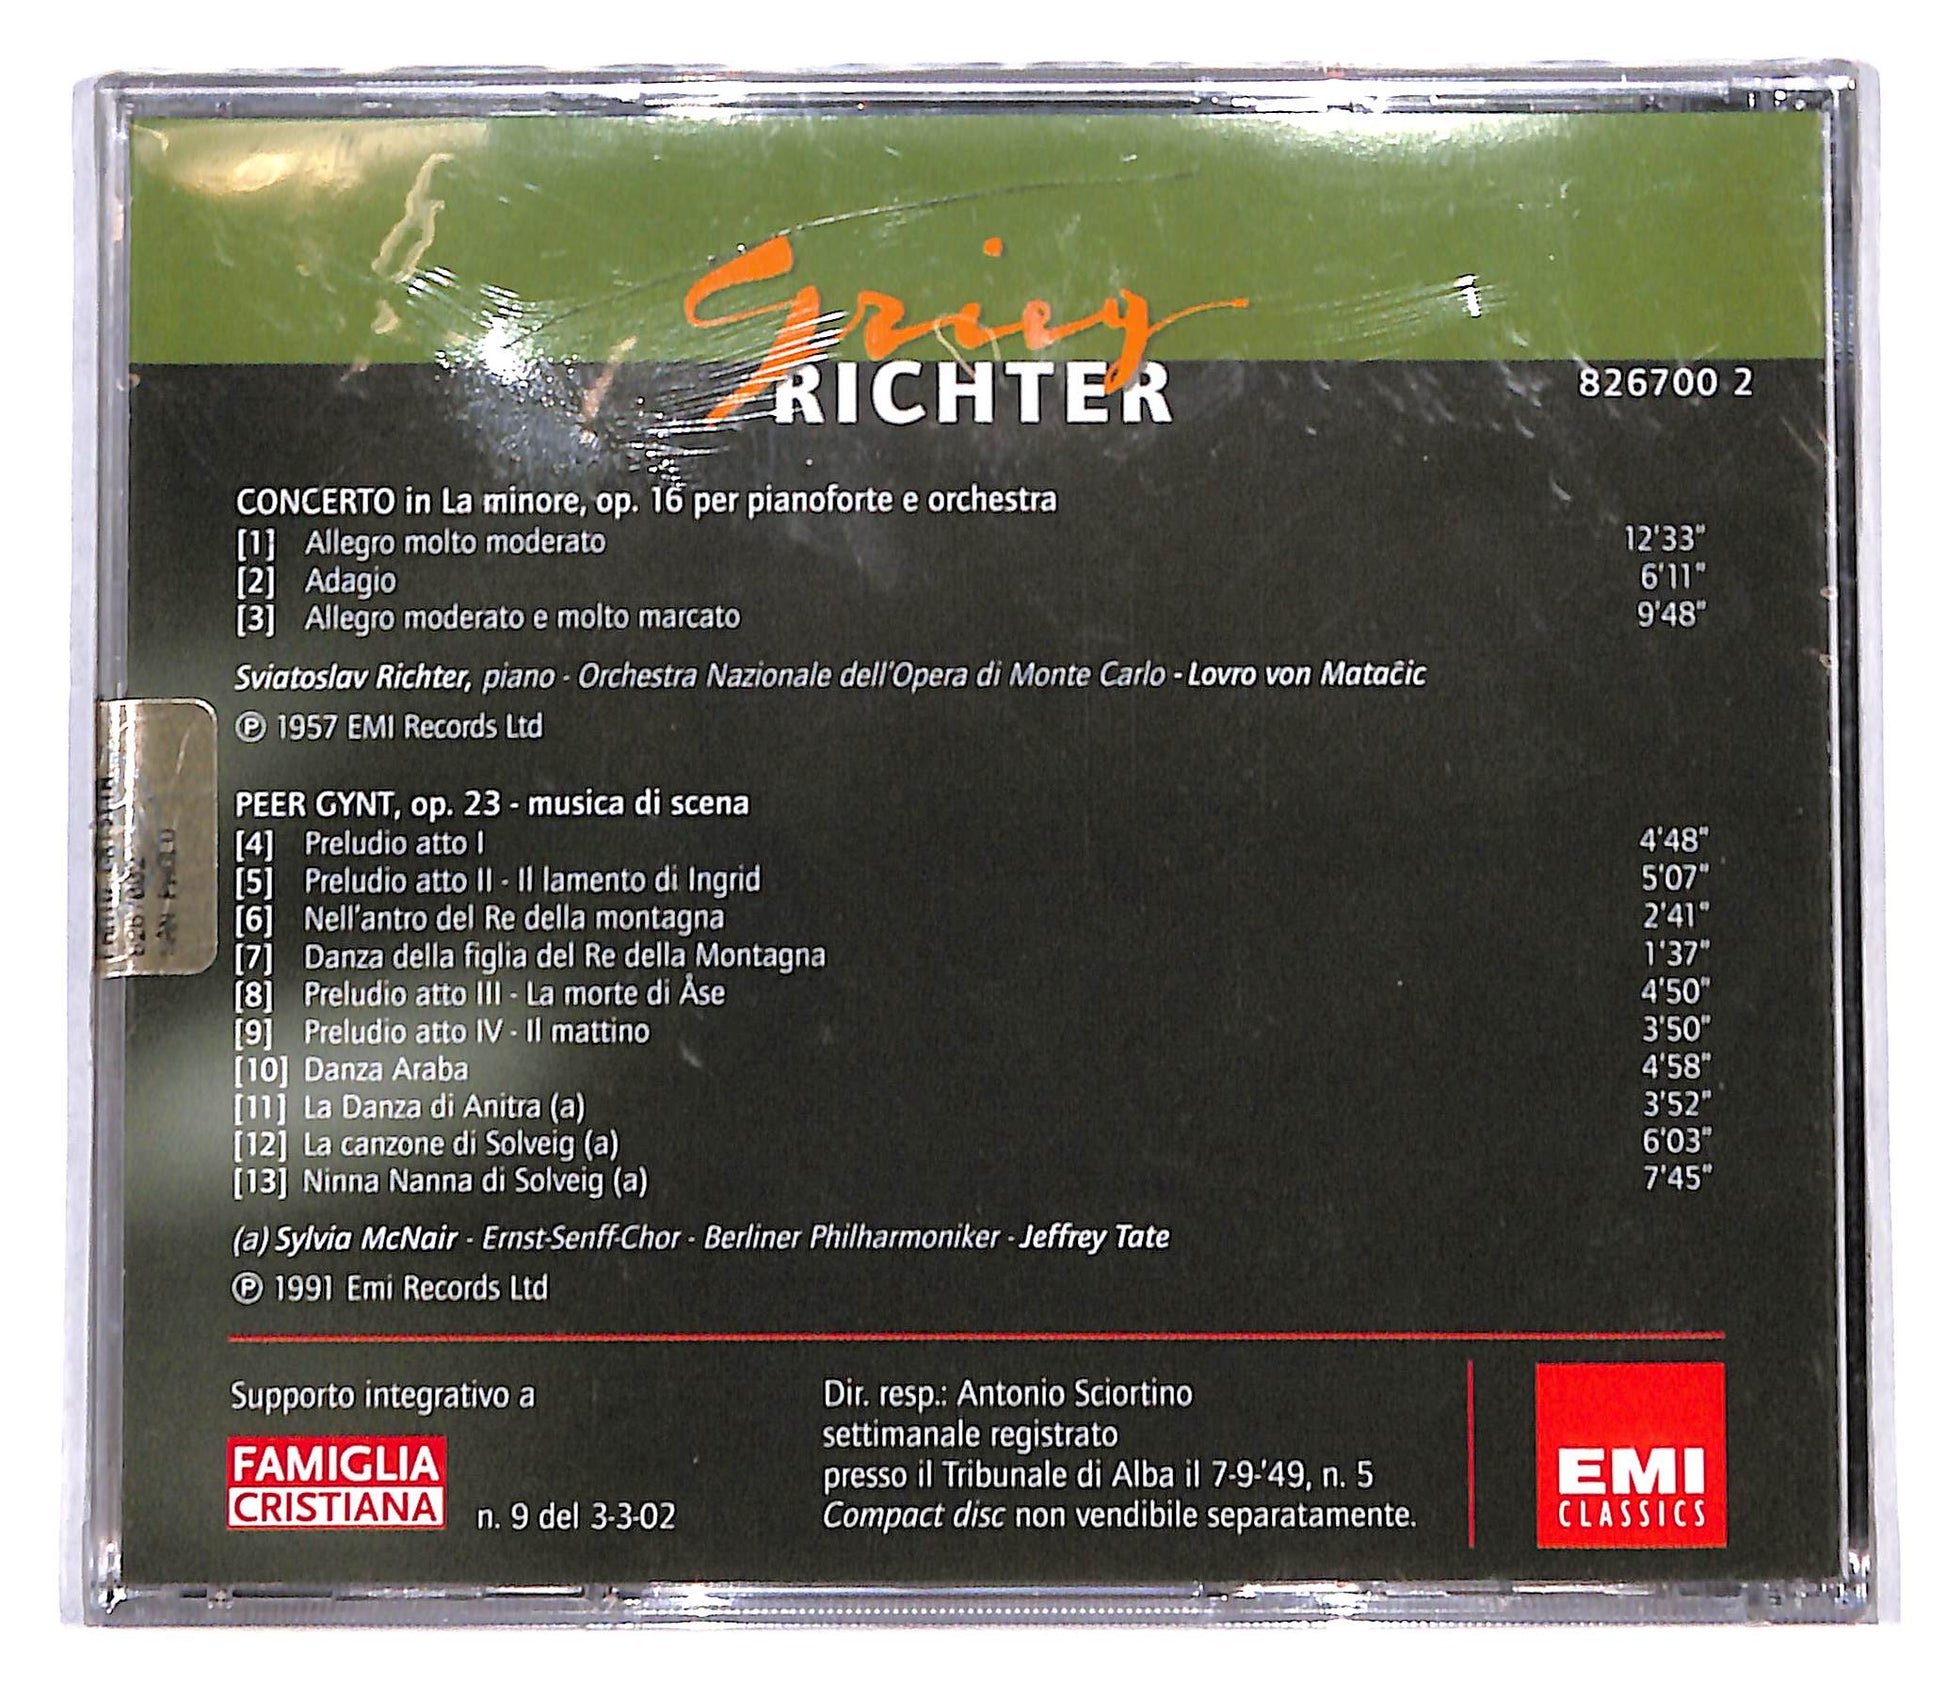 Grieg
RICHTER
826700 2
CONCERTO in La minore, op. 16 per pianoforte e orchestra
[1] Allegro molto moderato 12'33"
[2] Adagio 6'11"
[3] Allegro moderato e molto marcato 9'48"
Sviatoslav Richter, piano - Orchestra Nazionale dell'Opera di Monte Carlo - Lovro von Matačic
℗ 1957 EMI Records Ltd
PEER GYNT, op. 23 - musica di scena
[4] Preludio atto I 4'48"
[5] Preludio atto II - Il lamento di Ingrid 5'07"
[6] Nell'antro del Re della montagna 2'41"
[7] Danza della figlia del Re della Montagna 1'37"
[8] Preludio atto III - La morte di Åse 4'50"
[9] Preludio atto IV - Il mattino 3'50"
[10] Danza Araba 4'58"
[11] La Danza di Anitra (a) 3'52"
[12] La canzone di Solveig (a) 6'03"
[13] Ninna Nanna di Solveig (a) 7'45"
(a) Sylvia McNair - Ernst-Senff-Chor - Berliner Philharmoniker - Jeffrey Tate
℗ 1991 Emi Records Ltd
Supporto integrativo a
FAMIGLIA
CRISTIANA
n. 9 del 3-3-02
Dir. resp.: Antonio Sciortino
settimanale registrato
presso il Tribunale di Alba il 7-9-'49, n. 5
Compact disc non vendibile separatamente.
EMI
CLASSICS